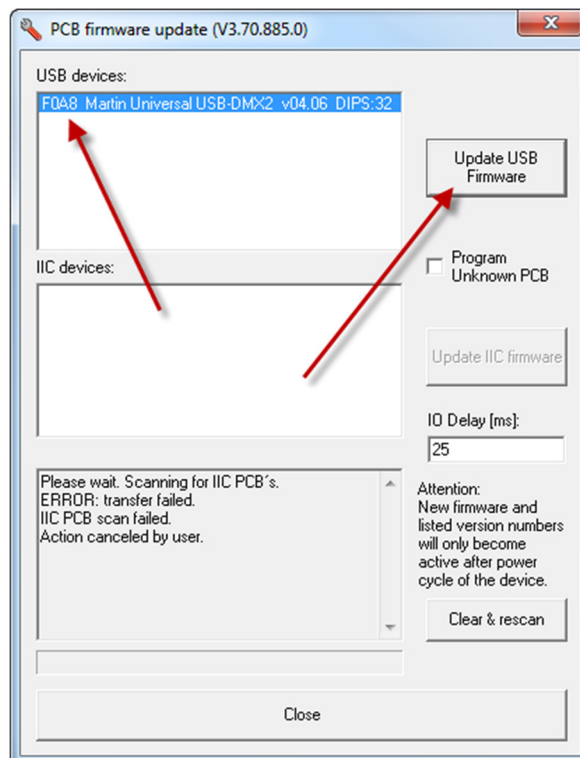 PCB firmware update (V3.70.885.0)
USB devices:
F0A8 Martin Universal USB-DMX2 v04.06 DIPS:32
Update USB
Firmware
Program
Unknown PCB
IIC devices:
Update IIC firmware
IO Delay [ms]:
25
Please wait. Scanning for IIC PCB´s.
ERROR: transfer failed.
IIC PCB scan failed.
Action canceled by user.
Attention:
New firmware and
listed version numbers
will only become
active after power
cycle of the device.
Clear & rescan
Close